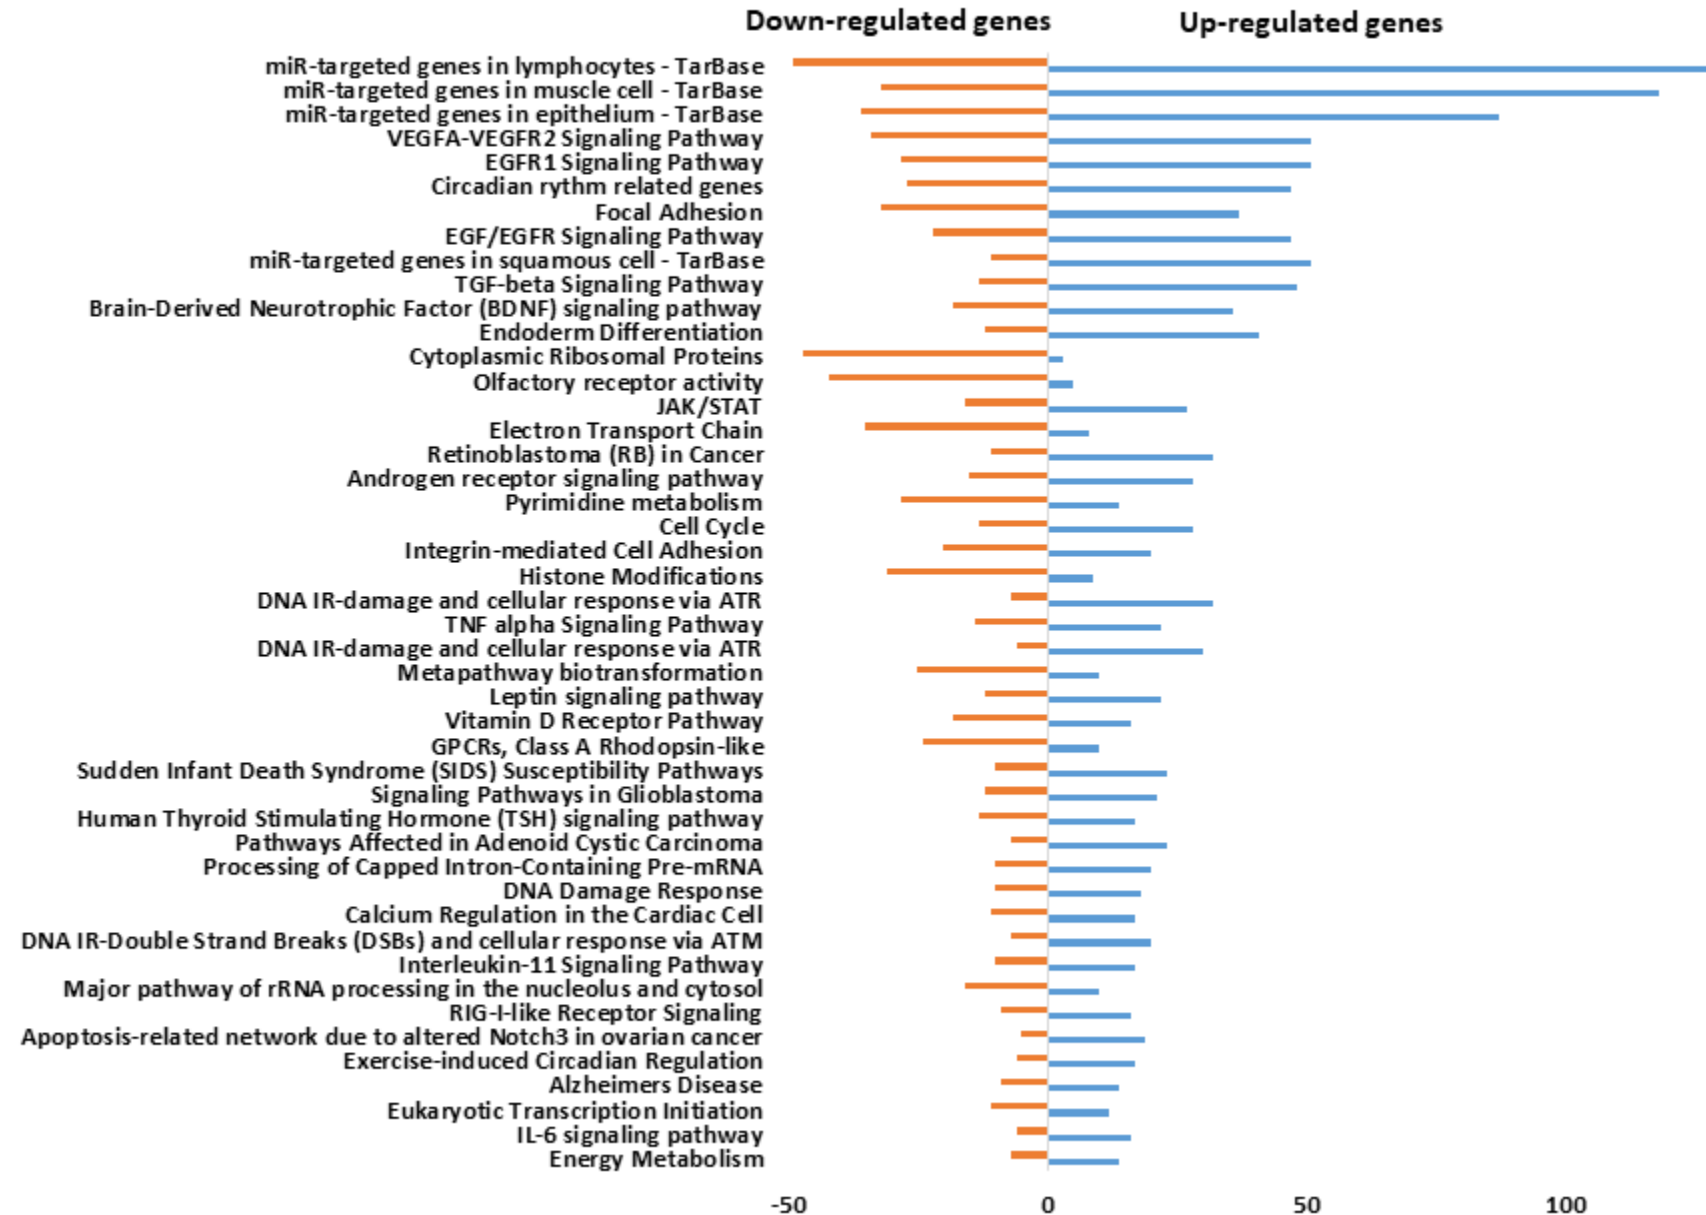 Down-regulated genes
Up-regulated genes
miR-targeted genes in lymphocytes - TarBase
miR-targeted genes in muscle cell - TarBase
miR-targeted genes in epithelium - TarBase
VEGFA-VEGFR2 Signaling Pathway
EGFR1 Signaling Pathway
Circadian rythm related genes
Focal Adhesion
EGF/EGFR Signaling Pathway
miR-targeted genes in squamous cell - TarBase
TGF-beta Signaling Pathway
Brain-Derived Neurotrophic Factor (BDNF) signaling pathway
Endoderm Differentiation
Cytoplasmic Ribosomal Proteins
Olfactory receptor activity
JAK/STAT
Electron Transport Chain
Retinoblastoma (RB) in Cancer
Androgen receptor signaling pathway
Pyrimidine metabolism
Cell Cycle
Integrin-mediated Cell Adhesion
Histone Modifications
DNA IR-damage and cellular response via ATR
TNF alpha Signaling Pathway
DNA IR-damage and cellular response via ATR
Metapathway biotransformation
Leptin signaling pathway
Vitamin D Receptor Pathway
GPCRs, Class A Rhodopsin-like
Sudden Infant Death Syndrome (SIDS) Susceptibility Pathways
Signaling Pathways in Glioblastoma
Human Thyroid Stimulating Hormone (TSH) signaling pathway
Pathways Affected in Adenoid Cystic Carcinoma
Processing of Capped Intron-Containing Pre-mRNA
DNA Damage Response
Calcium Regulation in the Cardiac Cell
DNA IR-Double Strand Breaks (DSBs) and cellular response via ATM
Interleukin-11 Signaling Pathway
Major pathway of rRNA processing in the nucleolus and cytosol
RIG-I-like Receptor Signaling
Apoptosis-related network due to altered Notch3 in ovarian cancer
Exercise-induced Circadian Regulation
Alzheimers Disease
Eukaryotic Transcription Initiation
IL-6 signaling pathway
Energy Metabolism
-50 0 50 100